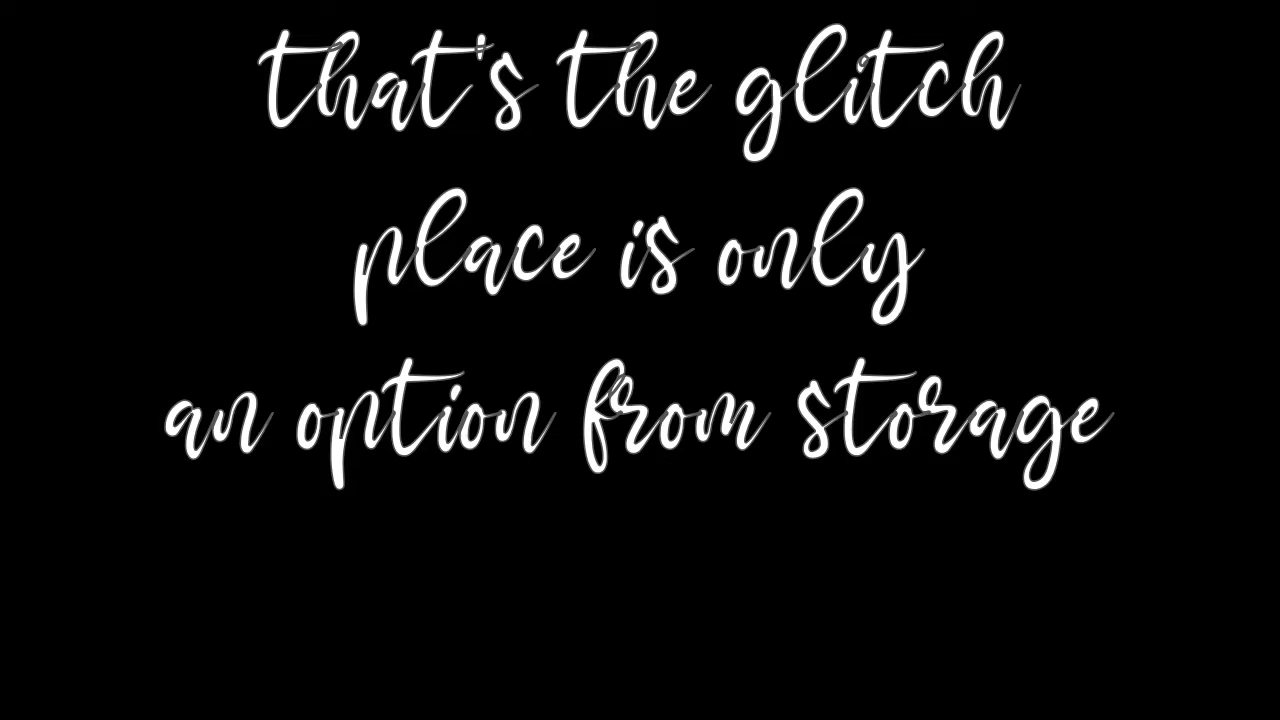 that's the glitch
place is only
an option from storage